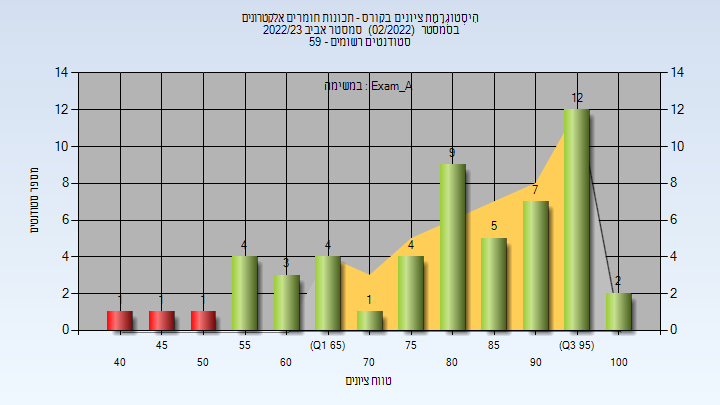 הִיסְטוֹגְרַמַת ציונים בקורס - תכונות חומרים אלקטרונים
בסמסטר (02/2022) סמסטר אביב 2022/23
סטודנטים רשומים - 59
במשימה : Exam_A
מספר סטודנטים
14 14
12 12
10 10
8 8
6 6
4 4
2 2
0 0
1 1 1 4 3 4 1 4 9 5 7 12 2
40 45 50 55 60 (Q1 65) 70 75 80 85 90 (Q3 95) 100
טווח ציונים